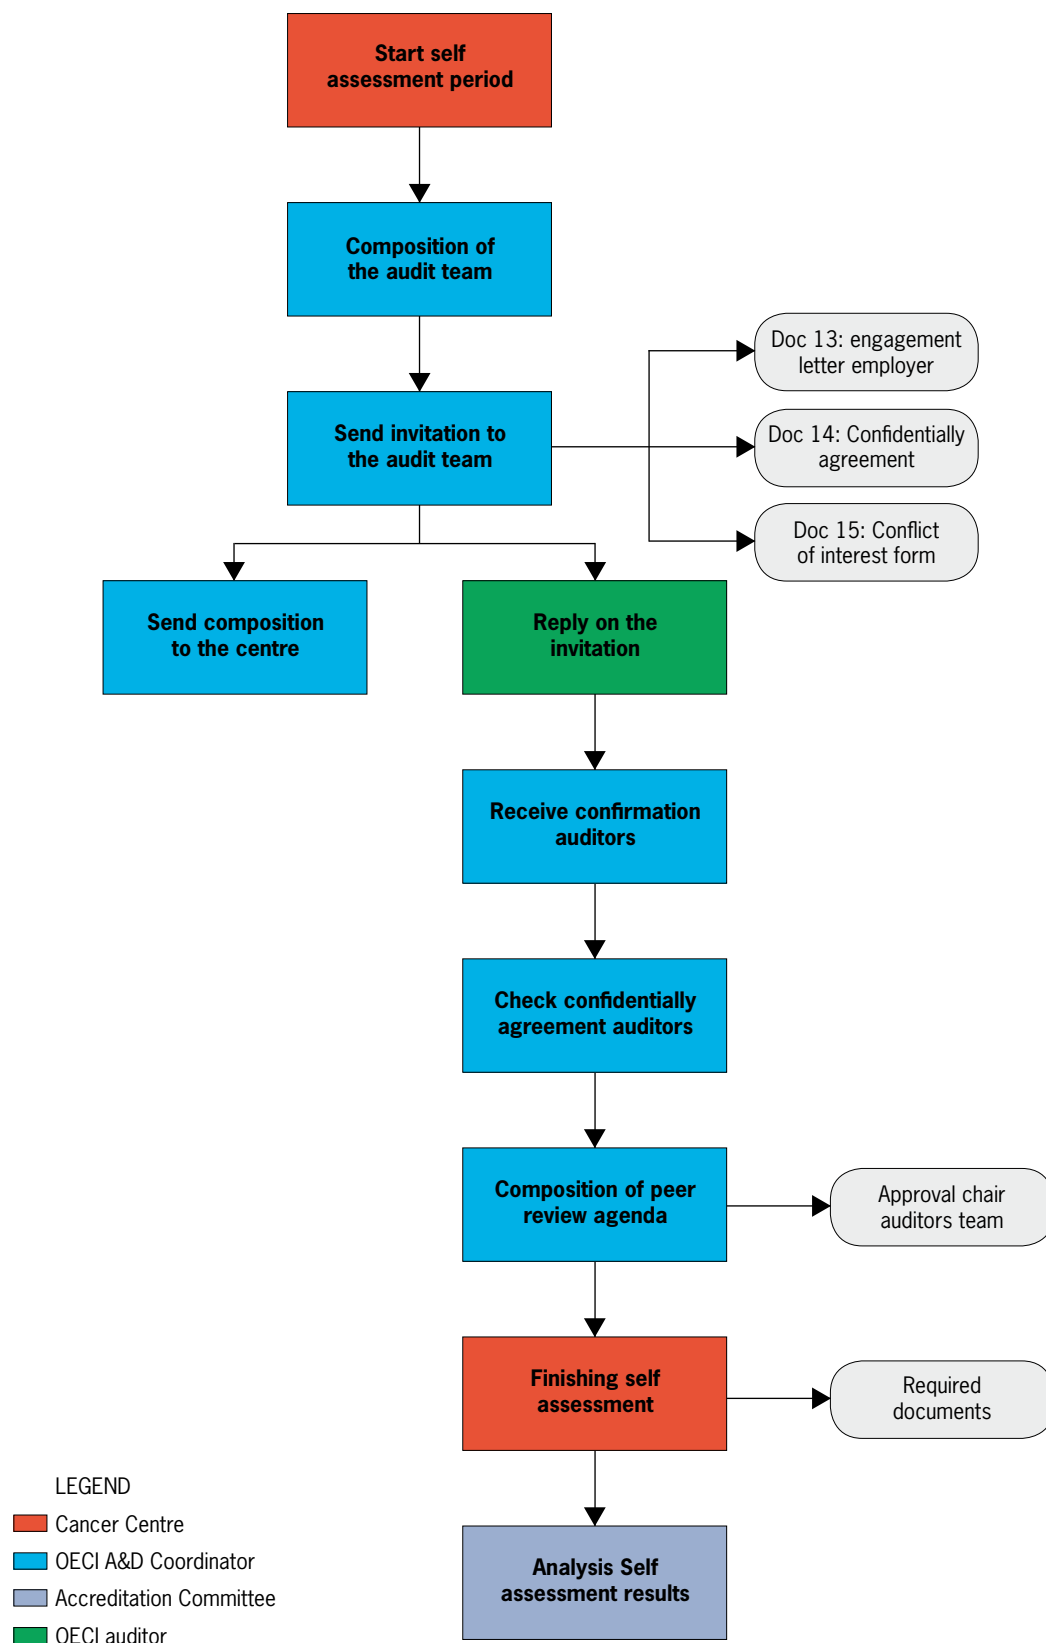 Start self
assessment period
Composition of
the audit team
Send invitation to
the audit team
Doc 13: engagement
letter employer
Doc 14: Confidentially
agreement
Doc 15: Conflict
of interest form
Send composition
to the centre
Reply on the
invitation
Receive confirmation
auditors
Check confidentially
agreement auditors
Composition of peer
review agenda
Approval chair
auditors team
Finishing self
assessment
Required
documents
Analysis Self
assessment results
LEGEND
Cancer Centre
OECI A&D Coordinator
Accreditation Committee
OECI auditor